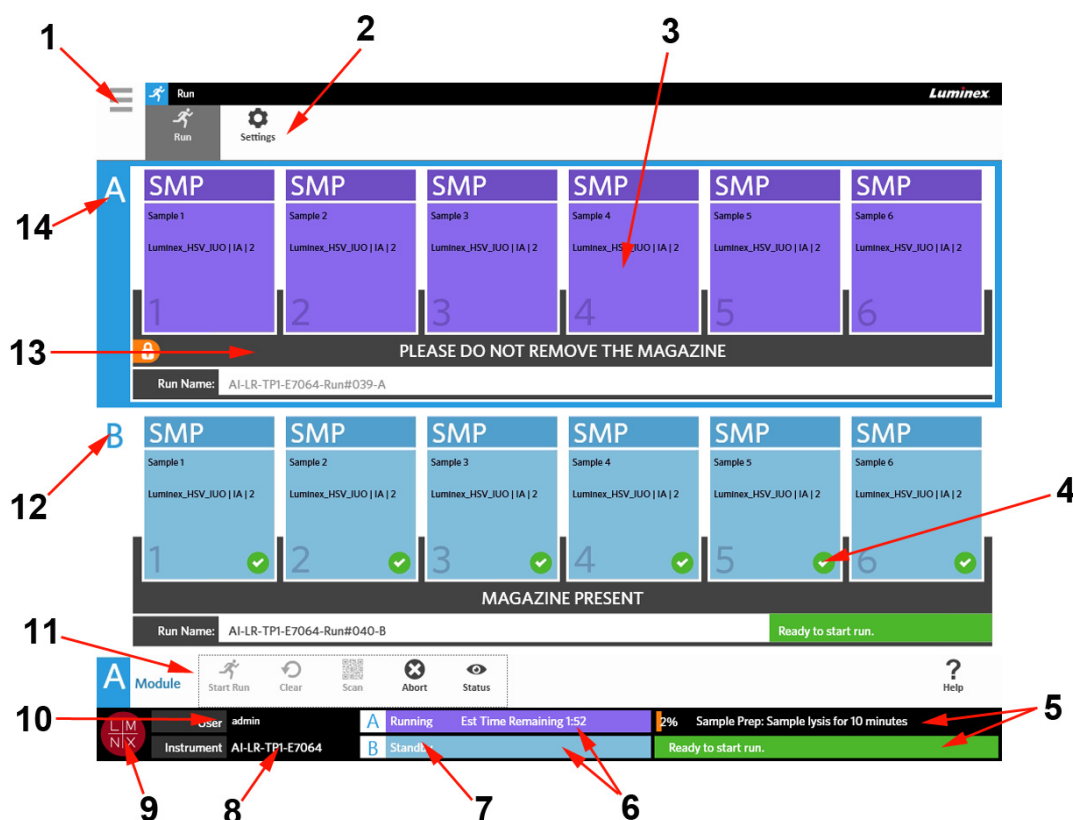 1 2 3
Run Luminex
Run Settings
A SMP SMP SMP SMP SMP SMP
Sample 1 Sample 2 Sample 3 Sample 4 Sample 5 Sample 6
14
Luminex_HSV_IUO | IA | 2 Luminex_HSV_IUO | IA | 2 Luminex_HSV_IUO | IA | 2 Luminex_HSV_IUO | IA | 2 Luminex_HSV_IUO | IA | 2 Luminex_HSV_IUO | IA | 2
1 2 3 4 5 6
13 PLEASE DO NOT REMOVE THE MAGAZINE
Run Name: AI-LR-TP1-E7064-Run#039-A
B SMP SMP SMP SMP SMP SMP
Sample 1 Sample 2 Sample 3 Sample 4 Sample 5 Sample 6
12 Luminex_HSV_IUO | IA | 2 Luminex_HSV_IUO | IA | 2 Luminex_HSV_IUO | IA | 2 Luminex_HSV_IUO | IA | 2 Luminex_HSV_IUO | IA | 2 Luminex_HSV_IUO | IA | 2 4
1 2 3 4 5 6
MAGAZINE PRESENT
11 Run Name: AI-LR-TP1-E7064-Run#040-B Ready to start run.
A Module Start Run Clear Scan Abort Status ? Help
10 User admin A Running Est Time Remaining 1:52 2% Sample Prep: Sample lysis for 10 minutes 5
LM
NX
Instrument AI-LR-TP1-E7064 B Standby Ready to start run.
9 8 7 6